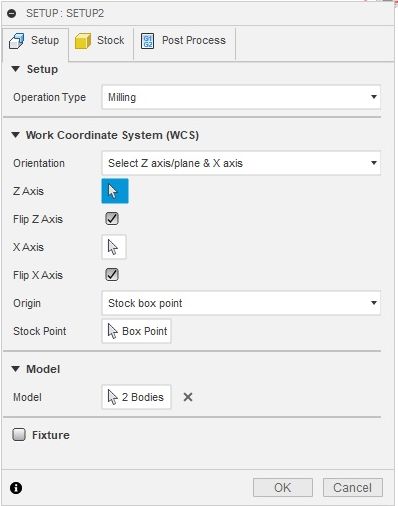 SETUP : SETUP2
Setup Stock G1 G2 Post Process
Setup
Operation Type Milling
Work Coordinate System (WCS)
Orientation Select Z axis/plane & X axis
Z Axis
Flip Z Axis
X Axis
Flip X Axis
Origin Stock box point
Stock Point Box Point
Model
Model 2 Bodies
Fixture
OK Cancel